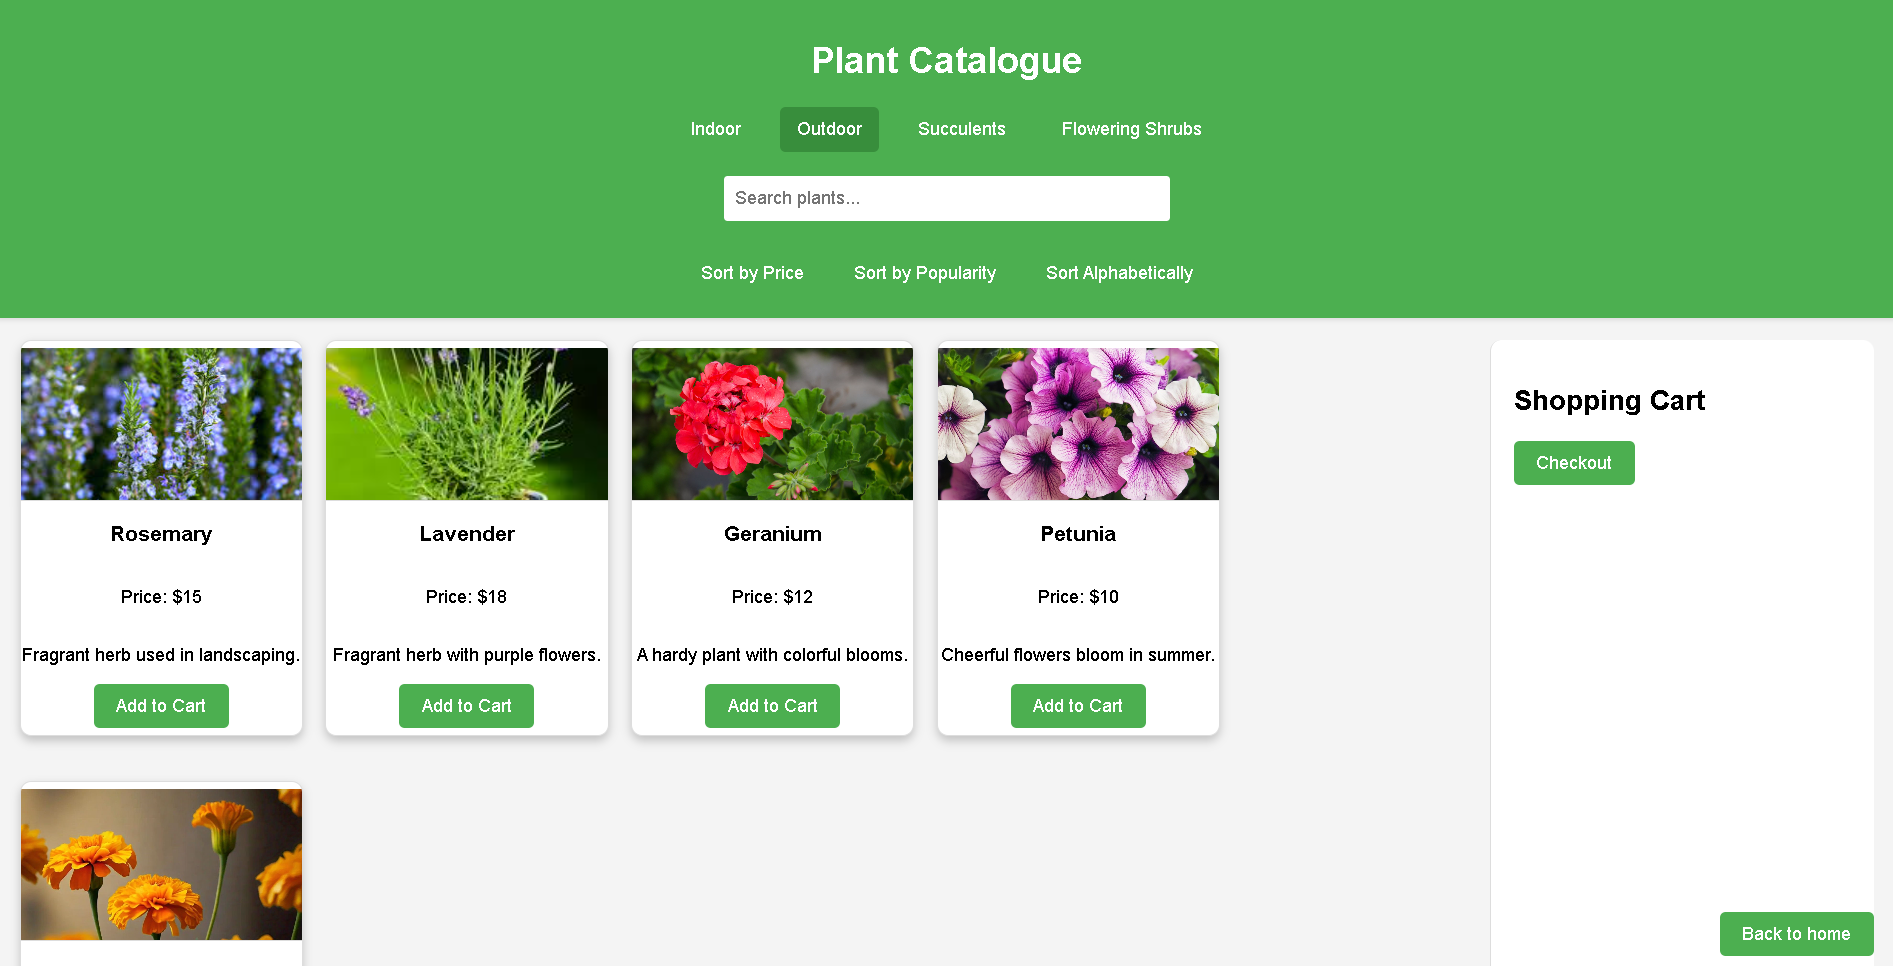 Plant Catalogue
Indoor
Outdoor
Succulents
Flowering Shrubs
Search plants...
Sort by Price
Sort by Popularity
Sort Alphabetically
Rosemary
Price: $15
Fragrant herb used in landscaping.
Add to Cart
Lavender
Price: $18
Fragrant herb with purple flowers.
Add to Cart
Geranium
Price: $12
A hardy plant with colorful blooms.
Add to Cart
Petunia
Price: $10
Cheerful flowers bloom in summer.
Add to Cart
Shopping Cart
Checkout
Back to home